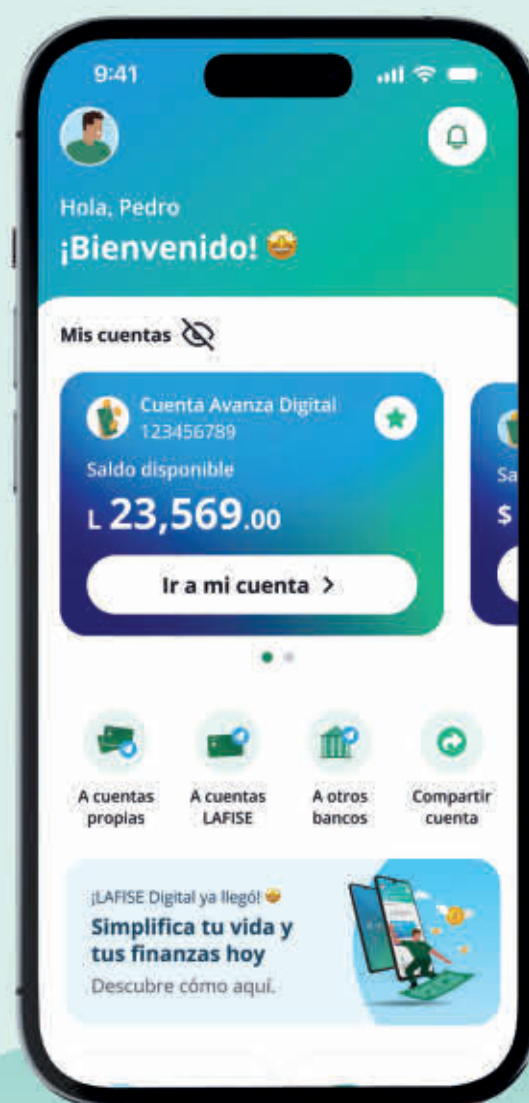 9:41
Hola, Pedro
¡Bienvenido! 🤩
Mis cuentas
Cuenta Avanza Digital
123456789
Saldo disponible
L 23,569.00
Ir a mi cuenta >
Sa
$
A cuentas
propias
A cuentas
LAFISE
A otros
bancos
Compartir
cuenta
¡LAFISE Digital ya llegó! 🤩
Simplifica tu vida y
tus finanzas hoy
Descubre cómo aquí.